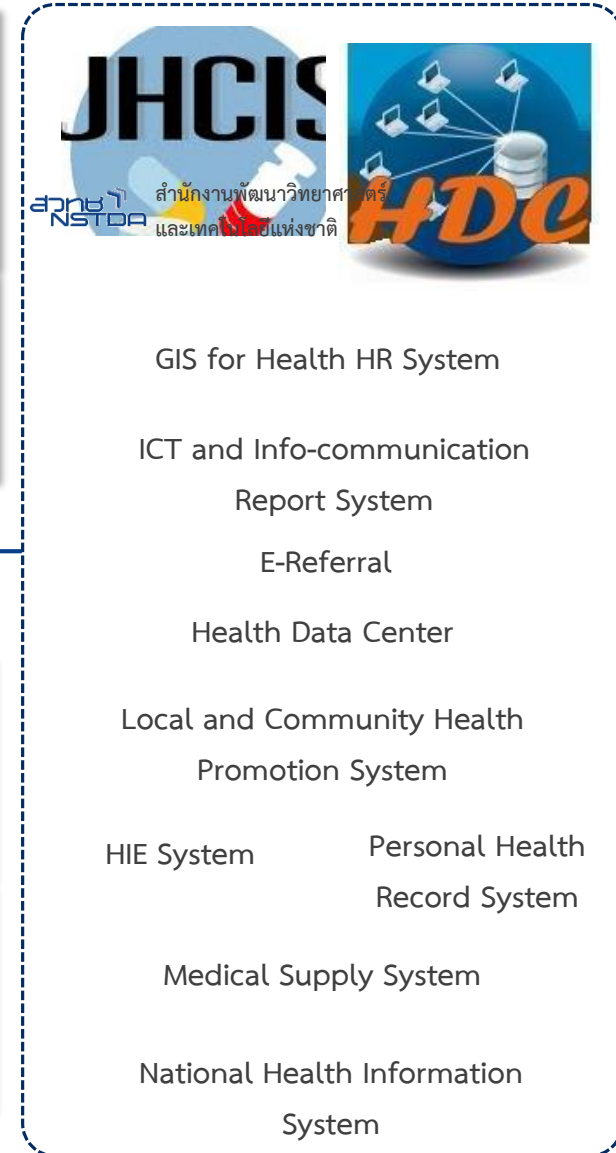 JHCIS
HDC
สวทช
NSTDA
สำนักงานพัฒนาวิทยาศาสตร์
และเทคโนโลยีแห่งชาติ
GIS for Health HR System
ICT and Info-communication
Report System
E-Referral
Health Data Center
Local and Community Health
Promotion System
HIE System
Personal Health
Record System
Medical Supply System
National Health Information
System